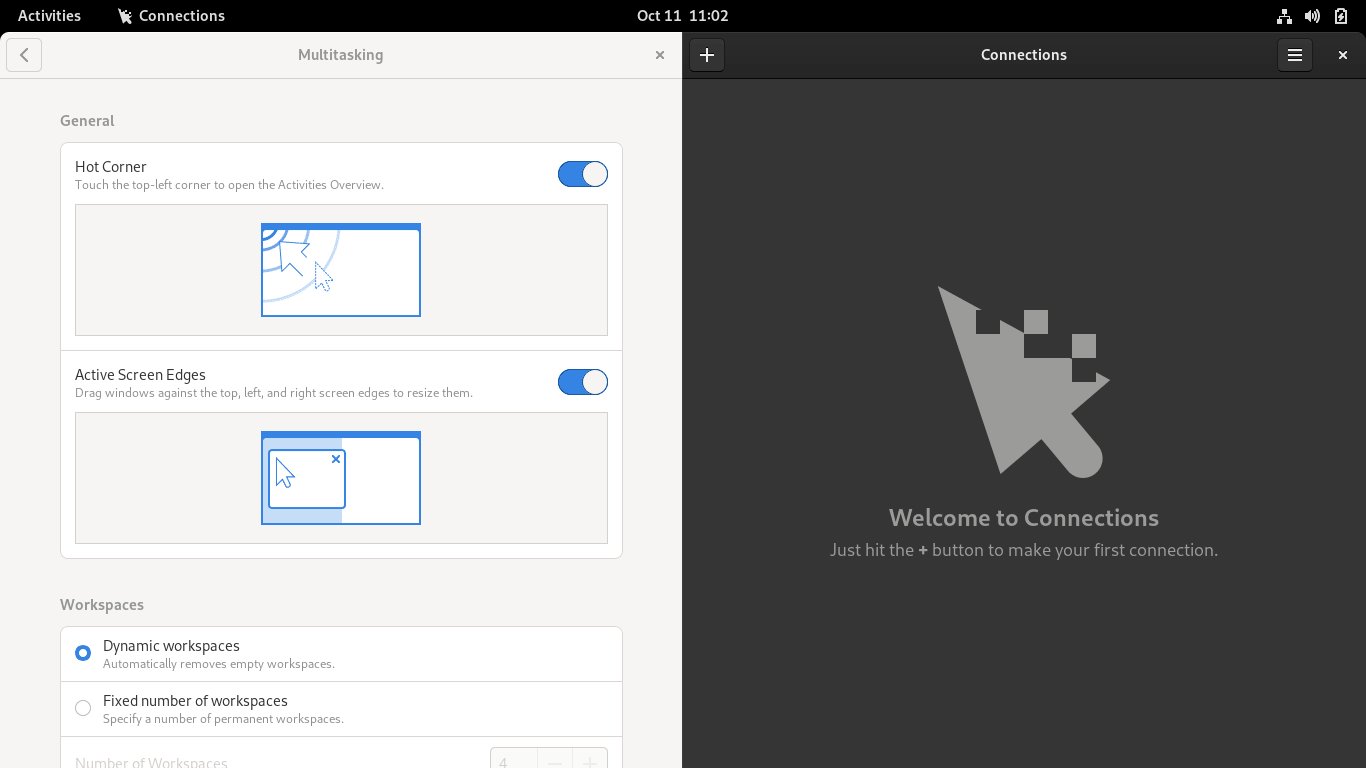 Activities
Connections
Oct 11 11:02
Multitasking
General
Hot Corner
Touch the top-left corner to open the Activities Overview.
Active Screen Edges
Drag windows against the top, left, and right screen edges to resize them.
Workspaces
Dynamic workspaces
Automatically removes empty workspaces.
Fixed number of workspaces
Specify a number of permanent workspaces.
Number of Workspaces
4
Connections
Welcome to Connections
Just hit the + button to make your first connection.